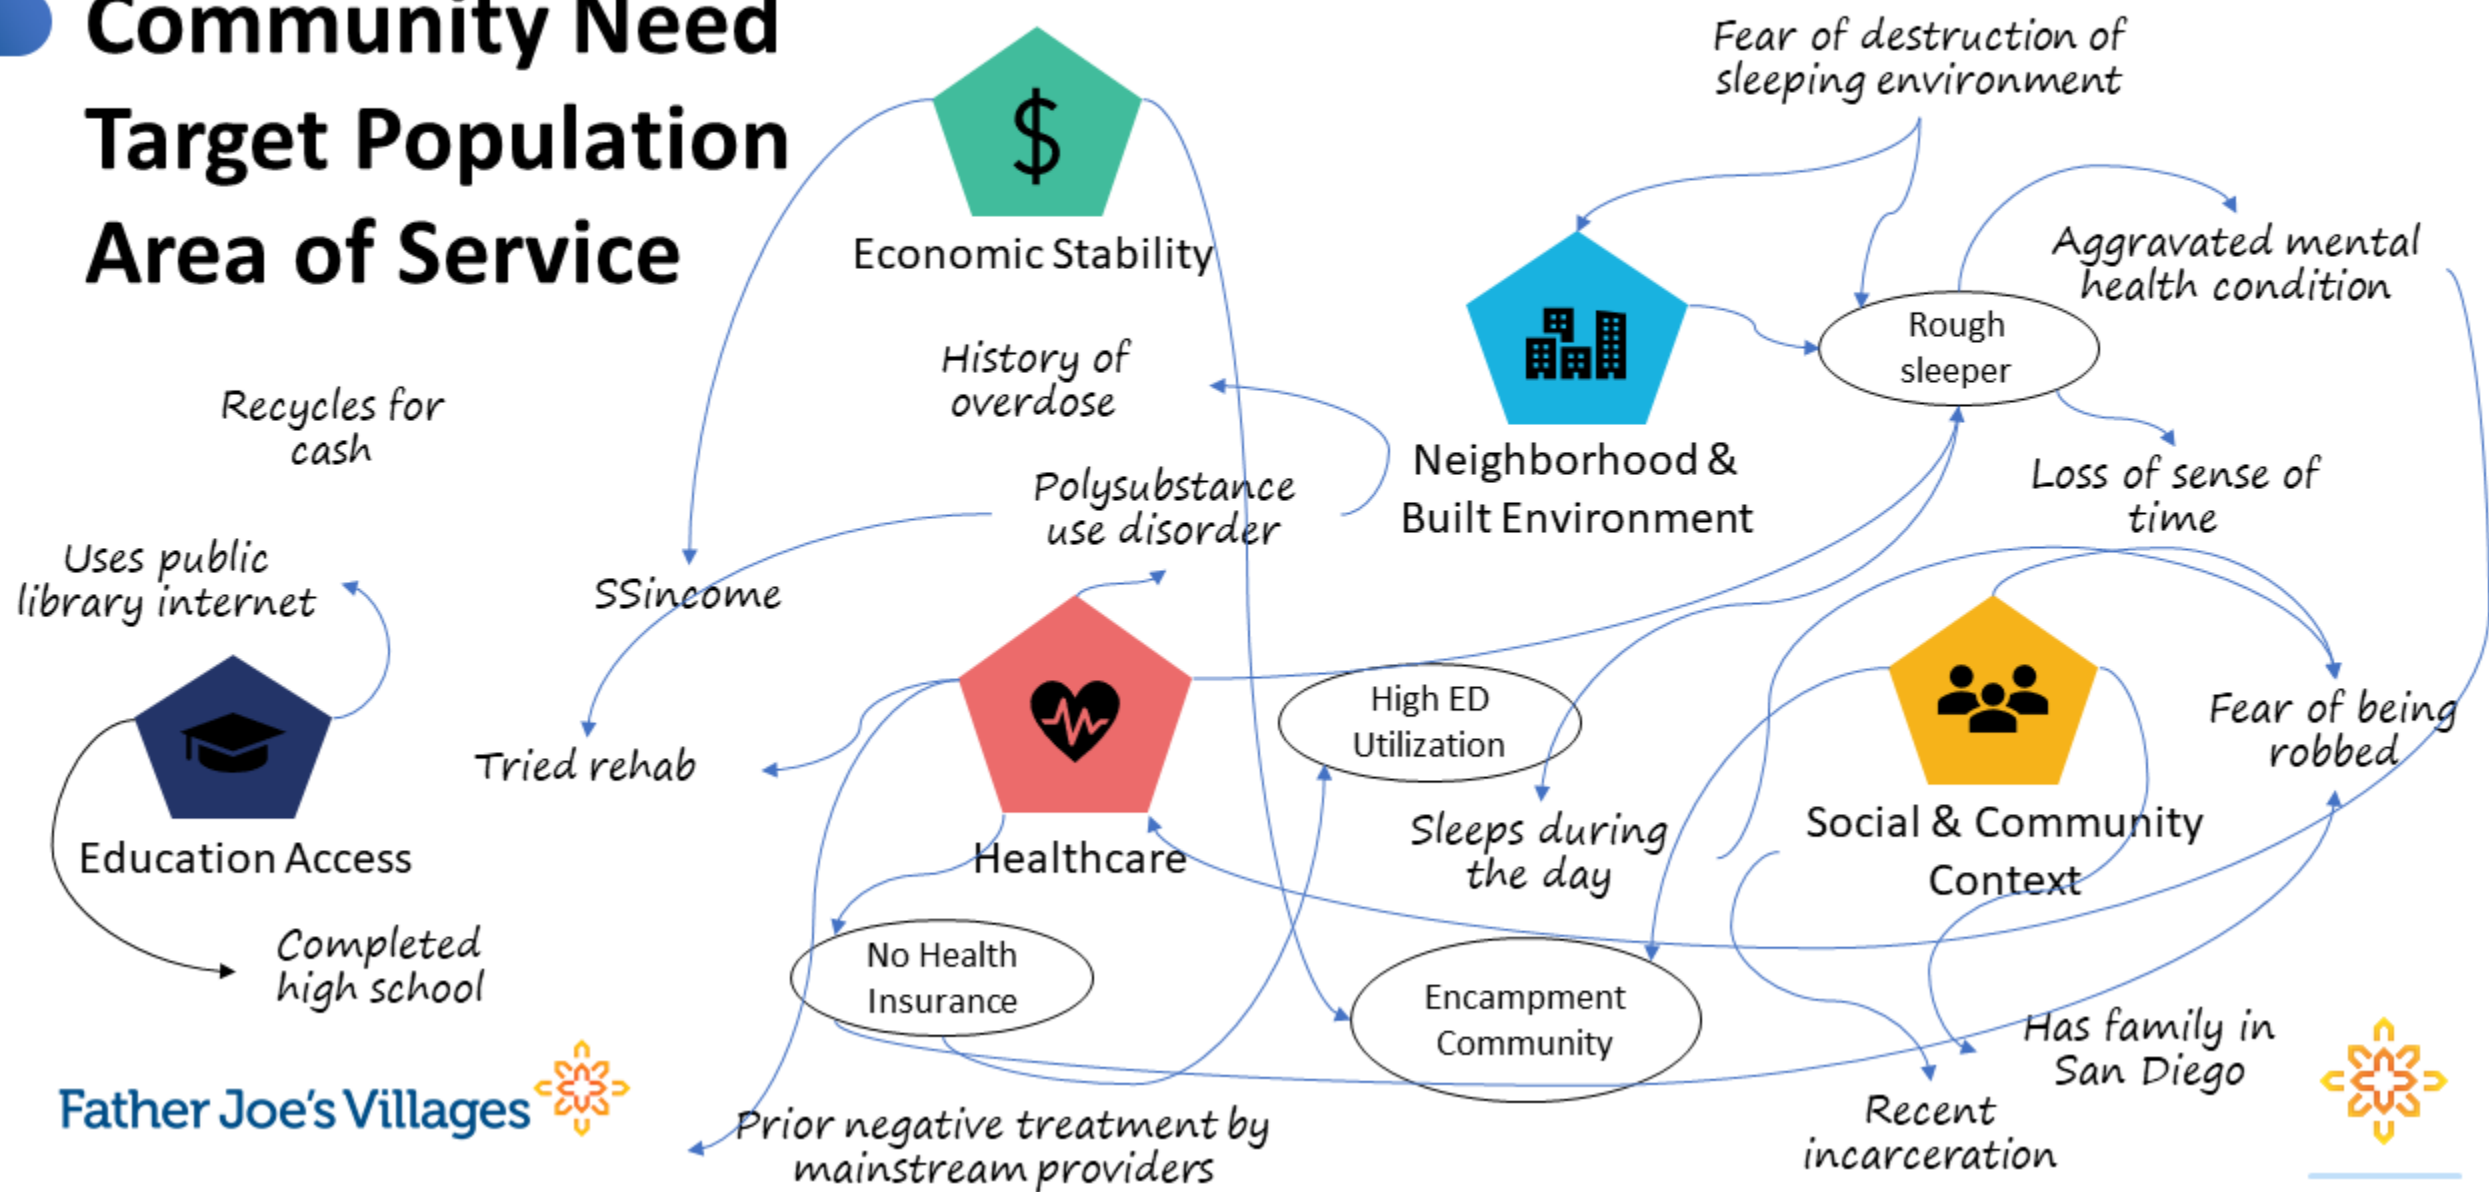 Community Need
Target Population
Area of Service
$
Economic Stability
Fear of destruction of
sleeping environment
Aggravated mental
health condition
Rough
sleeper
History of
overdose
Recycles for
cash
Neighborhood &
Built Environment
Polysubstance
use disorder
Loss of sense of
time
Uses public
library internet
SSincome
High ED
Utilization
Fear of being
robbed
Tried rehab
Education Access
Healthcare
Sleeps during
the day
Social & Community
Context
Completed
high school
No Health
Insurance
Encampment
Community
Has family in
San Diego
Father Joe's Villages
Prior negative treatment by
mainstream providers
Recent
incarceration